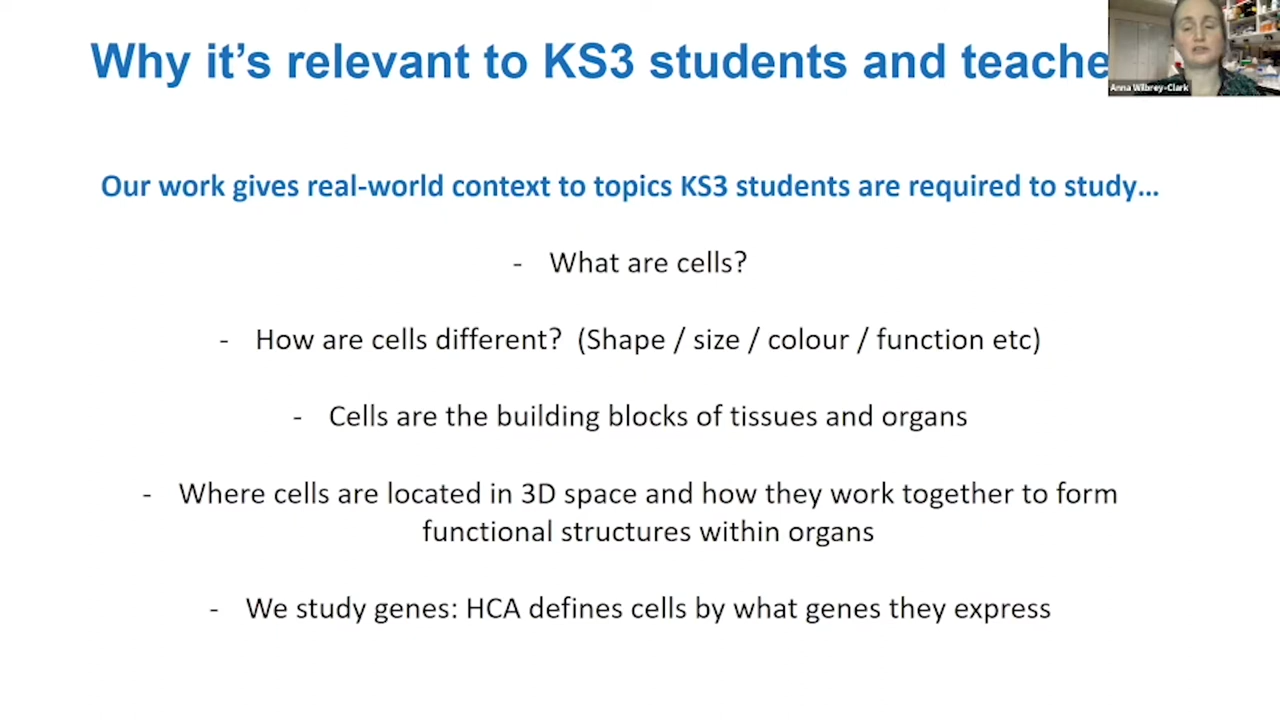 Why it's relevant to KS3 students and teache
Anna Wilbrey-Clark
Our work gives real-world context to topics KS3 students are required to study...
- What are cells?
- How are cells different? (Shape / size / colour / function etc)
- Cells are the building blocks of tissues and organs
- Where cells are located in 3D space and how they work together to form
functional structures within organs
- We study genes: HCA defines cells by what genes they express